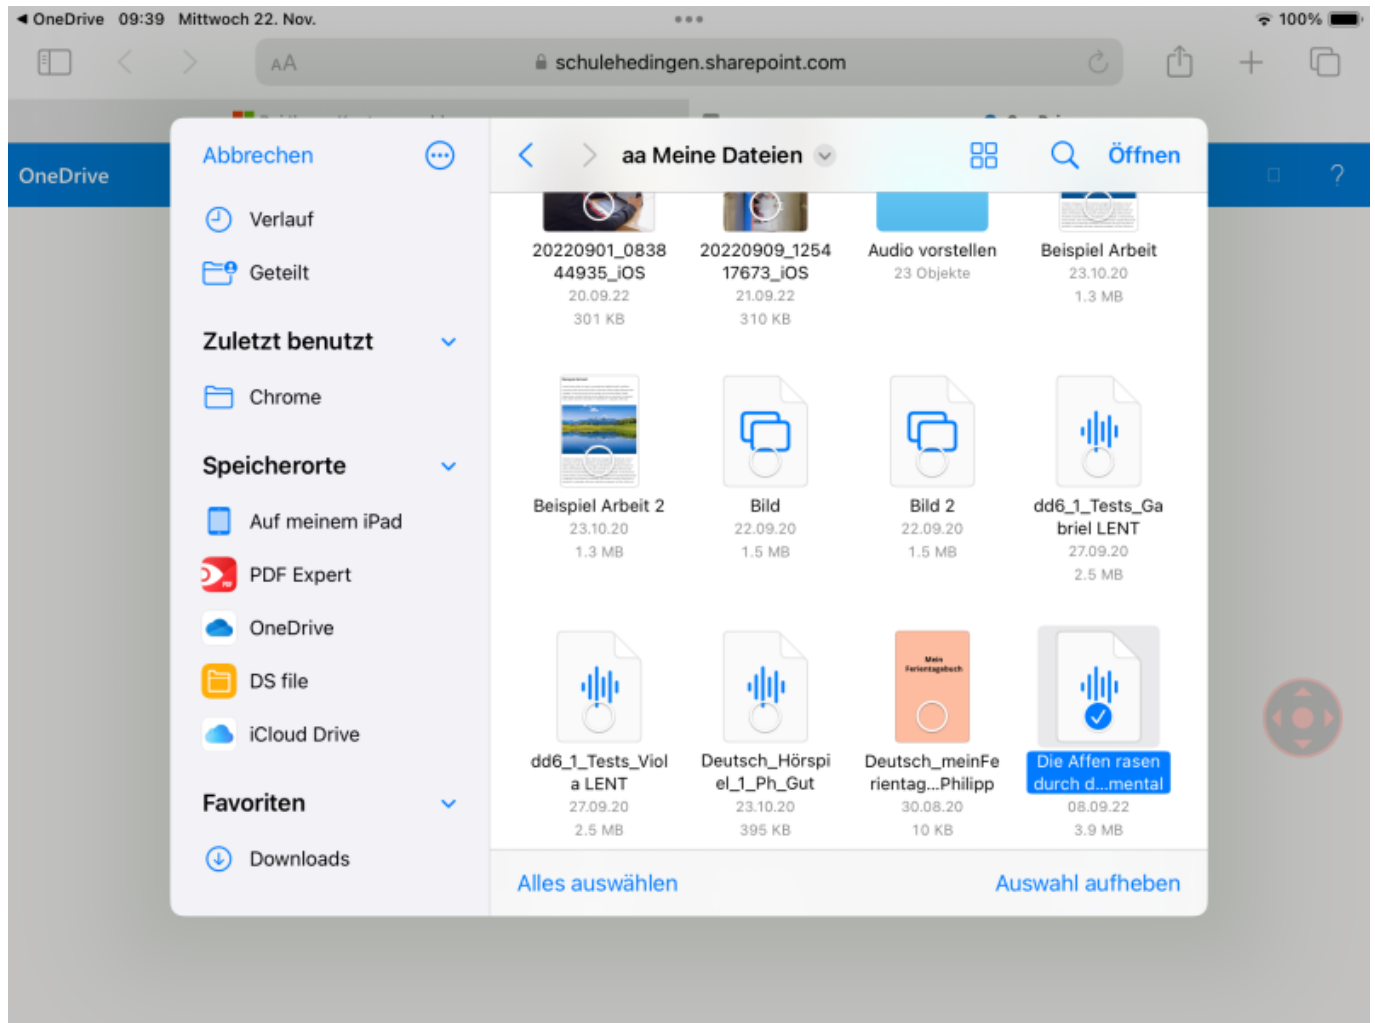 ◀ OneDrive 09:39 Mittwoch 22. Nov.
100%
AA
schulehedingen.sharepoint.com
OneDrive
?
Abbrechen
aa Meine Dateien
Öffnen
Verlauf
Geteilt
Zuletzt benutzt
Chrome
Speicherorte
Auf meinem iPad
PDF Expert
OneDrive
DS file
iCloud Drive
Favoriten
Downloads
20220901_0838
44935_iOS
20.09.22
301 KB
20220909_1254
17673_iOS
21.09.22
310 KB
Audio vorstellen
23 Objekte
Beispiel Arbeit
23.10.20
1.3 MB
Beispiel Arbeit 2
23.10.20
1.3 MB
Bild
22.09.20
1.5 MB
Bild 2
22.09.20
1.5 MB
dd6_1_Tests_Ga
briel LENT
27.09.20
2.5 MB
dd6_1_Tests_Viol
a LENT
27.09.20
2.5 MB
Deutsch_Hörspi
el_1_Ph_Gut
23.10.20
395 KB
Mein
Ferientagebuch
Deutsch_meinFe
rientag...Philipp
30.08.20
10 KB
Die Affen rasen
durch d...mental
08.09.22
3.9 MB
Alles auswählen
Auswahl aufheben